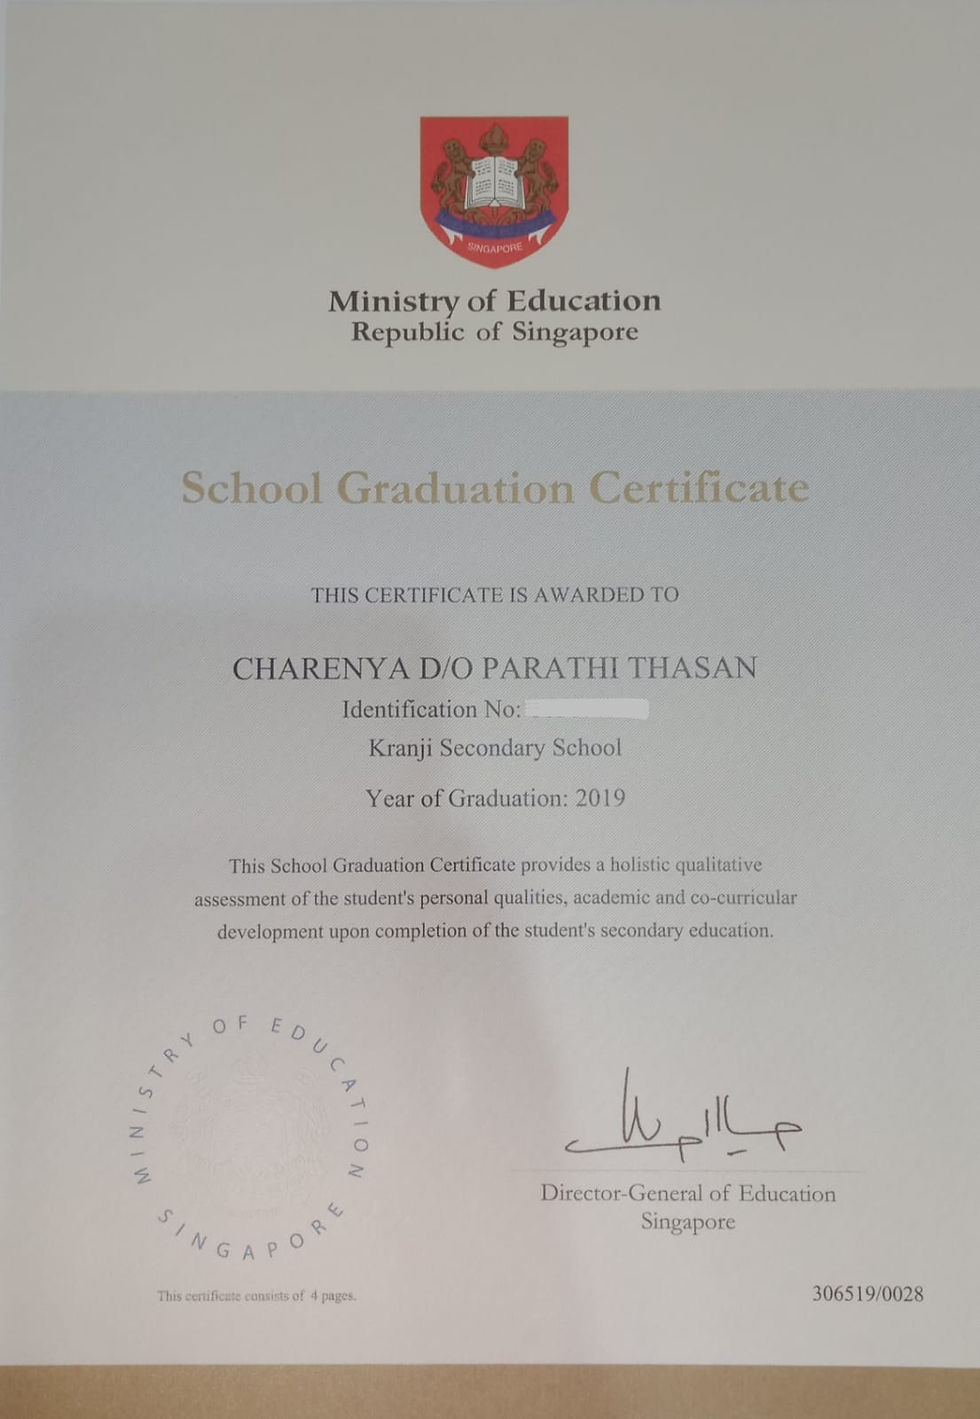 SINGAPORE
Ministry of Education
Republic of Singapore
School Graduation Certificate
THIS CERTIFICATE IS AWARDED TO
CHARENYA D/O PARATHI THASAN
Identification No:
Kranji Secondary School
Year of Graduation: 2019
This School Graduation Certificate provides a holistic qualitative
assessment of the student's personal qualities, academic and co-curricular
development upon completion of the student's secondary education.
MINISTRY OF EDUCATION
SINGAPORE
Director-General of Education
Singapore
This certificate consists of 4 pages.
306519/0028